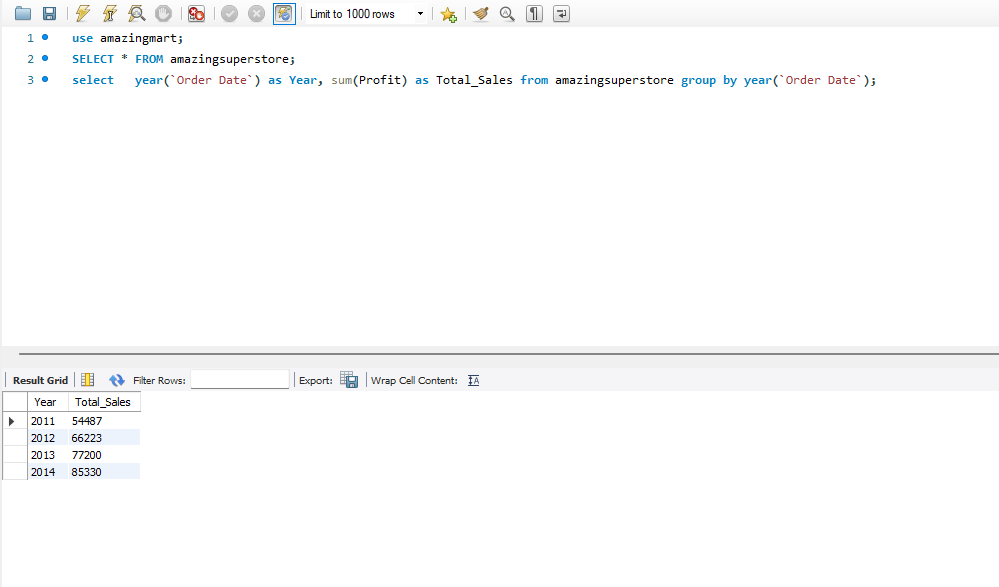 Limit to 1000 rows
1 use amazingmart;
2 SELECT * FROM amazingsuperstore;
3 select year(`Order Date`) as Year, sum(Profit) as Total_Sales from amazingsuperstore group by year(`Order Date`);
Result Grid Filter Rows: Export: Wrap Cell Content: IA
Year Total_Sales
2011 54487
2012 66223
2013 77200
2014 85330